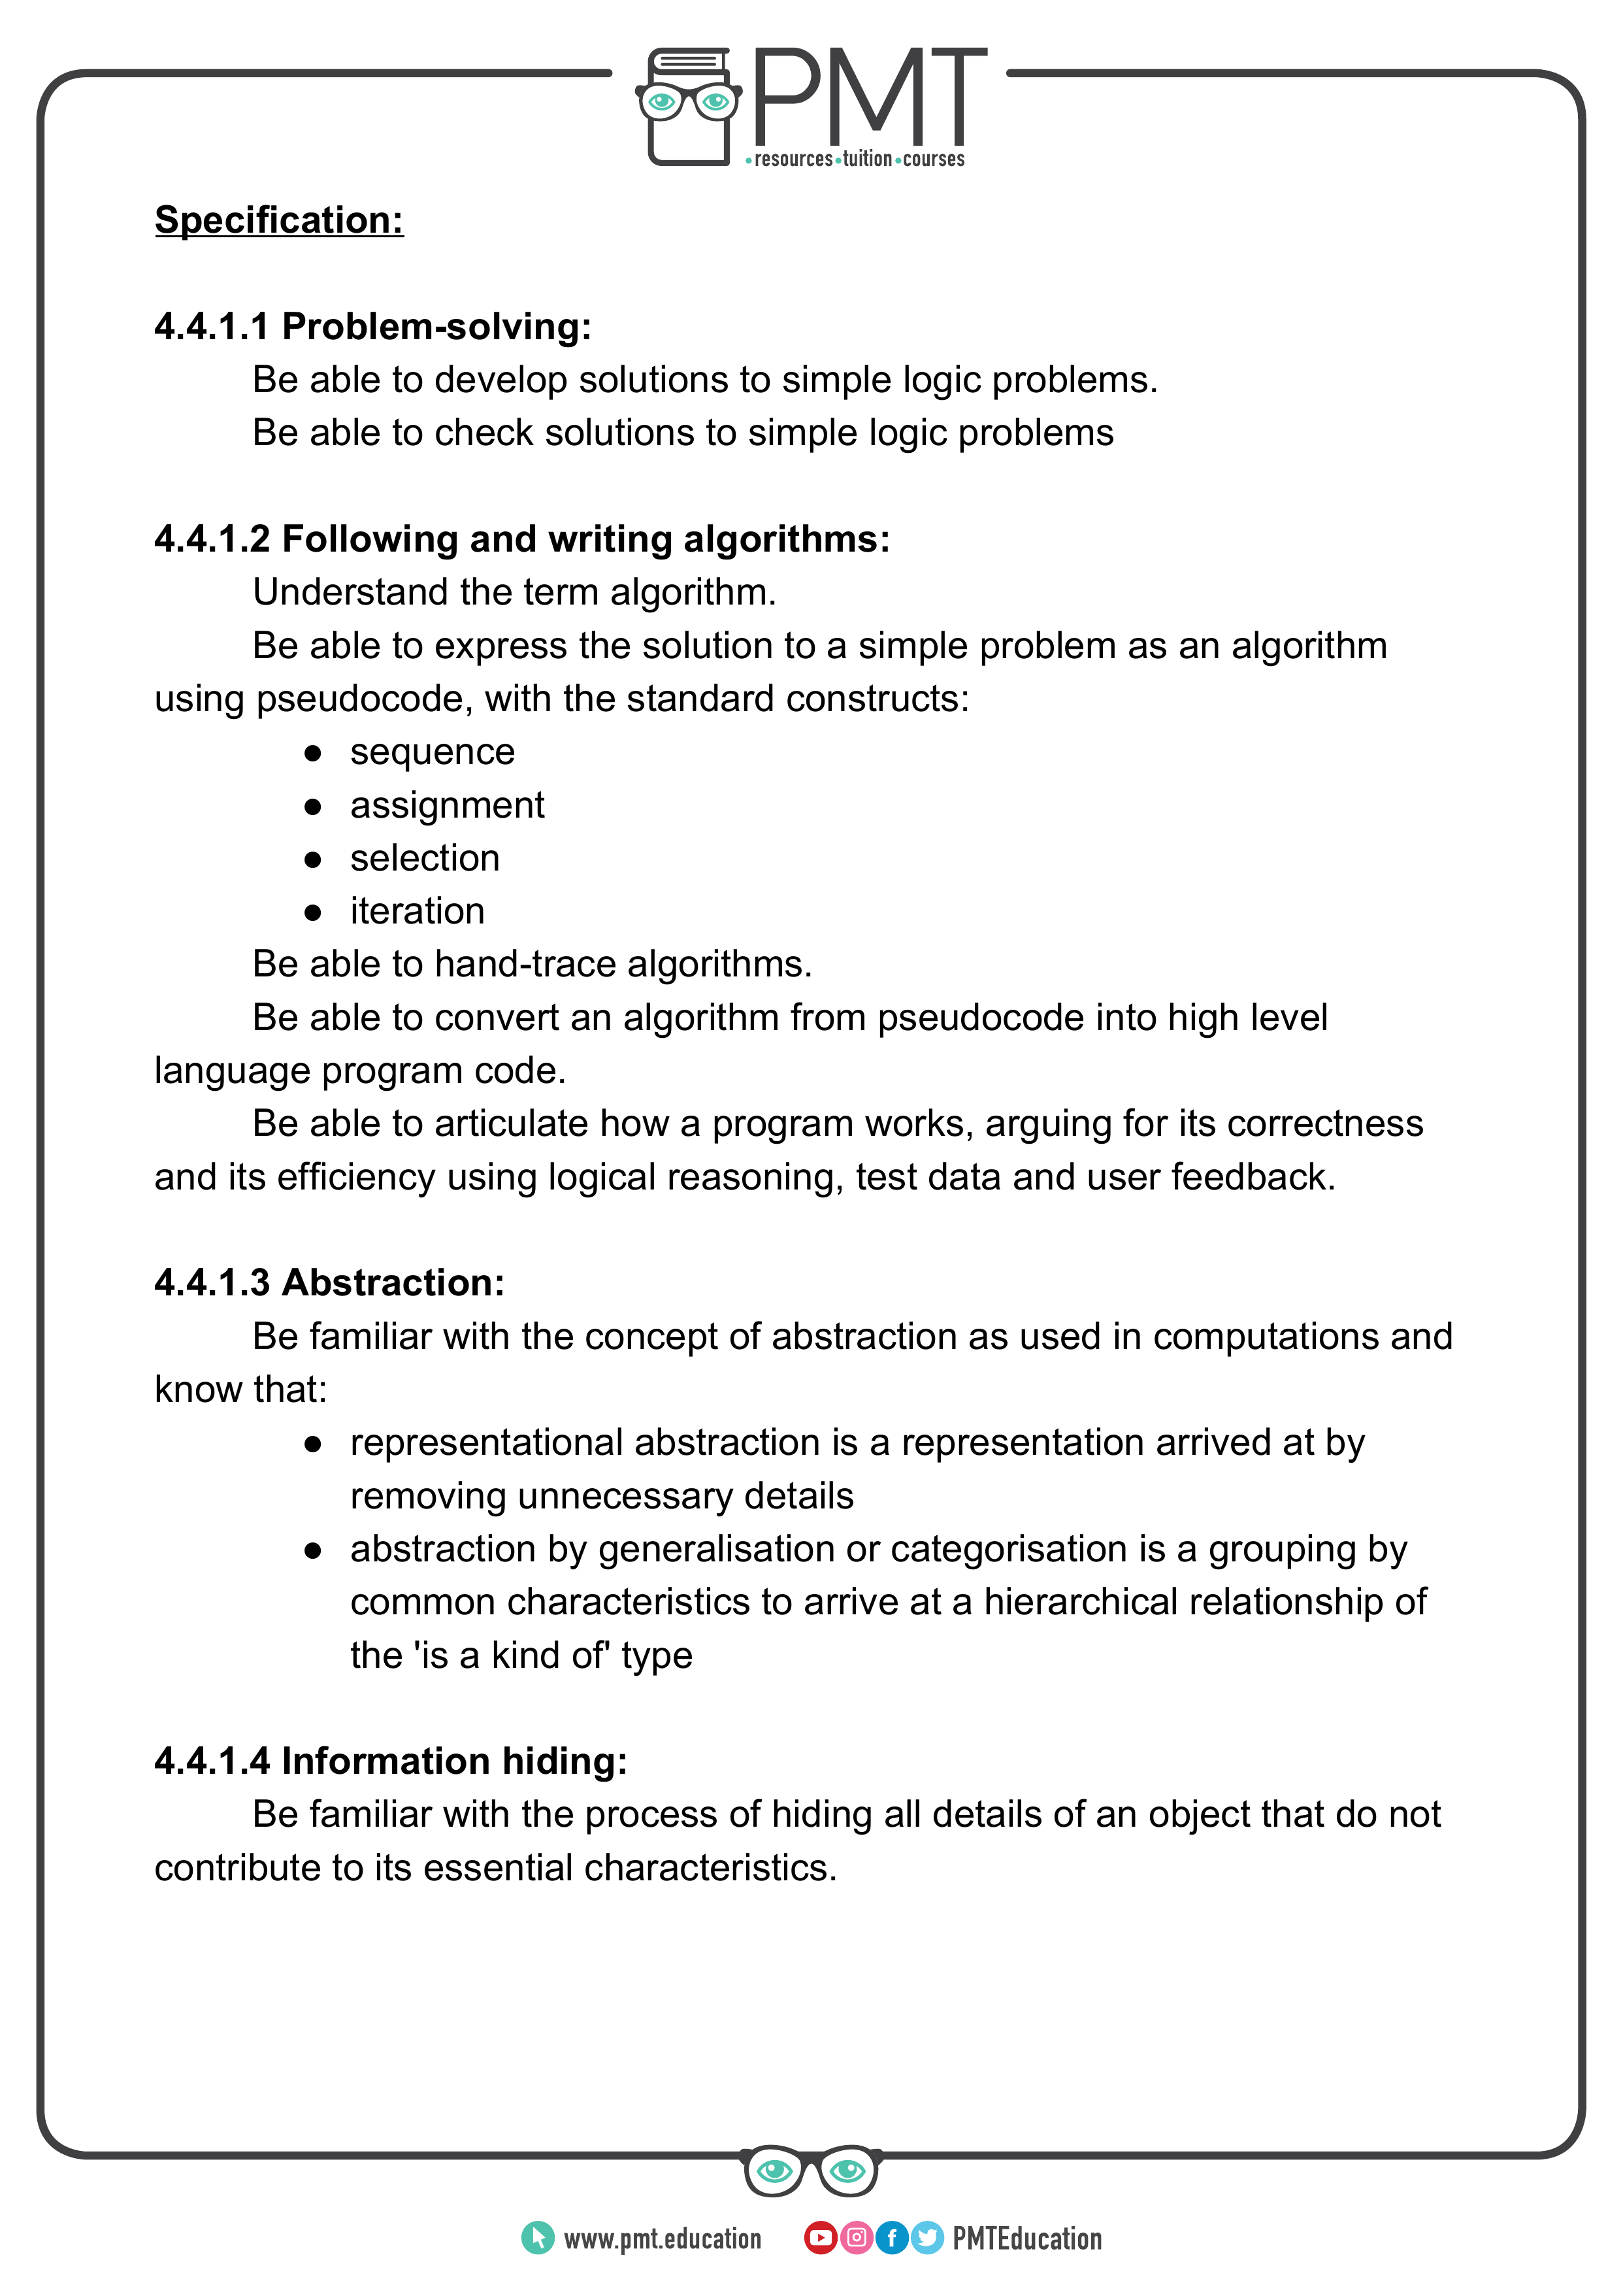 PMT
•resources•tuition•courses
Specification:
4.4.1.1 Problem-solving:
Be able to develop solutions to simple logic problems.
Be able to check solutions to simple logic problems
4.4.1.2 Following and writing algorithms:
Understand the term algorithm.
Be able to express the solution to a simple problem as an algorithm
using pseudocode, with the standard constructs:
● sequence
● assignment
● selection
● iteration
Be able to hand-trace algorithms.
Be able to convert an algorithm from pseudocode into high level
language program code.
Be able to articulate how a program works, arguing for its correctness
and its efficiency using logical reasoning, test data and user feedback.
4.4.1.3 Abstraction:
Be familiar with the concept of abstraction as used in computations and
know that:
● representational abstraction is a representation arrived at by
removing unnecessary details
● abstraction by generalisation or categorisation is a grouping by
common characteristics to arrive at a hierarchical relationship of
the 'is a kind of' type
4.4.1.4 Information hiding:
Be familiar with the process of hiding all details of an object that do not
contribute to its essential characteristics.
www.pmt.education
f
PMTEducation